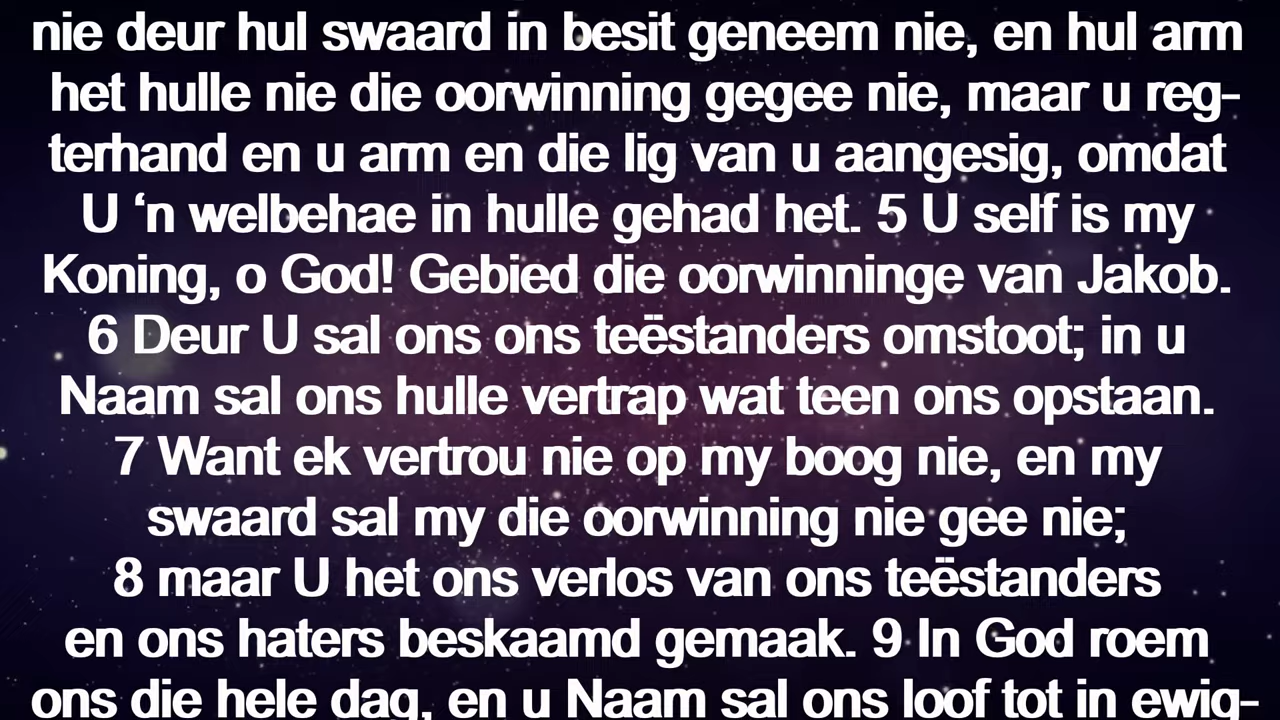 nie deur hul swaard in besit geneem nie, en hul arm
het hulle nie die oorwinning gegee nie, maar u reg-
terhand en u arm en die lig van u aangesig, omdat
U ‘n welbehae in hulle gehad het. 5 U self is my
Koning, o God! Gebied die oorwinninge van Jakob.
6 Deur U sal ons ons teëstanders omstoot; in u
Naam sal ons hulle vertrap wat teen ons opstaan.
7 Want ek vertrou nie op my boog nie, en my
swaard sal my die oorwinning nie gee nie;
8 maar U het ons verlos van ons teëstanders
en ons haters beskaamd gemaak. 9 In God roem
ons die hele dag, en u Naam sal ons loof tot in ewig-